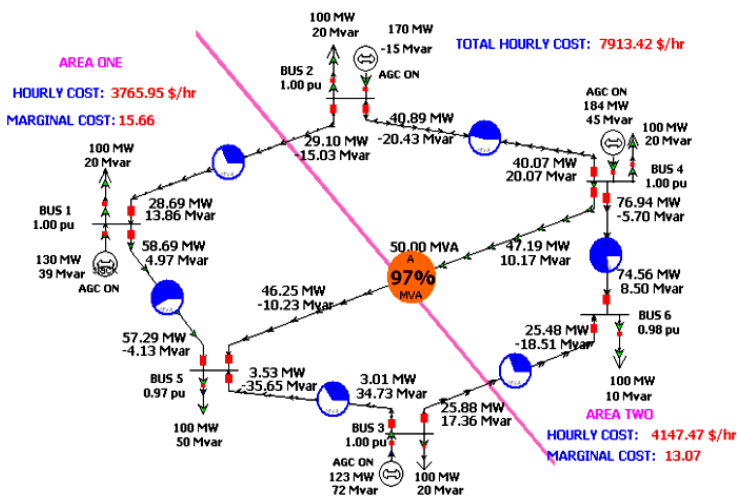 100 MW
20 Mvar
170 MW
-15 Mvar
TOTAL HOURLY COST: 7913.42 $/hr
AREA ONE
BUS 2
1.00 pu
AGC ON
AGC ON
184 MW
45 Mvar
100 MW
20 Mvar
HOURLY COST: 3765.95 $/hr
MARGINAL COST: 15.66
40.89 MW
-20.43 Mvar
29.10 MW
-15.03 Mvar
100 MW
20 Mvar
40.07 MW
20.07 Mvar
BUS 4
1.00 pu
MVA
MVA
BUS 1
1.00 pu
28.69 MW
13.86 Mvar
76.94 MW
-5.70 Mvar
58.69 MW
4.97 Mvar
50.00 MVA
47.19 MW
10.17 Mvar
130 MW
39 Mvar
AGC ON
A
97%
MVA
46.25 MW
-10.23 Mvar
74.56 MW
8.50 Mvar
57.29 MW
-4.13 Mvar
25.48 MW
-18.51 Mvar
BUS 6
0.98 pu
BUS 5
0.97 pu
3.53 MW
-35.65 Mvar
3.01 MW
34.73 Mvar
25.88 MW
17.36 Mvar
100 MW
10 Mvar
100 MW
50 Mvar
BUS 3
1.00 pu
AREA TWO
HOURLY COST: 4147.47 $/hr
MARGINAL COST: 13.07
AGC ON
123 MW
72 Mvar
100 MW
20 Mvar